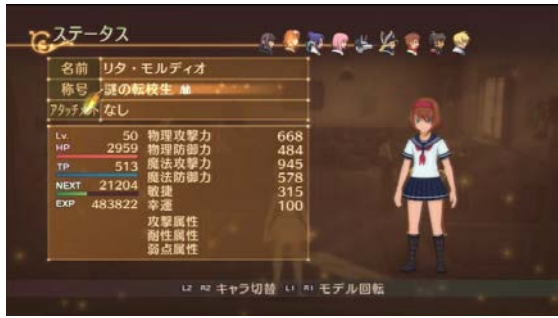 ステータス
名前 リタ・モルディオ
称号 謎の転校生
アタッチメント なし
Lv. 50 物理攻撃力 668
HP 2959 物理防御力 484
TP 513 魔法攻撃力 945
魔法防御力 578
NEXT 21204 敏捷 315
EXP 483822 幸運 100
攻撃属性
耐性属性
弱点属性
L2 R2 キャラ切替 L1 R1 モデル回転